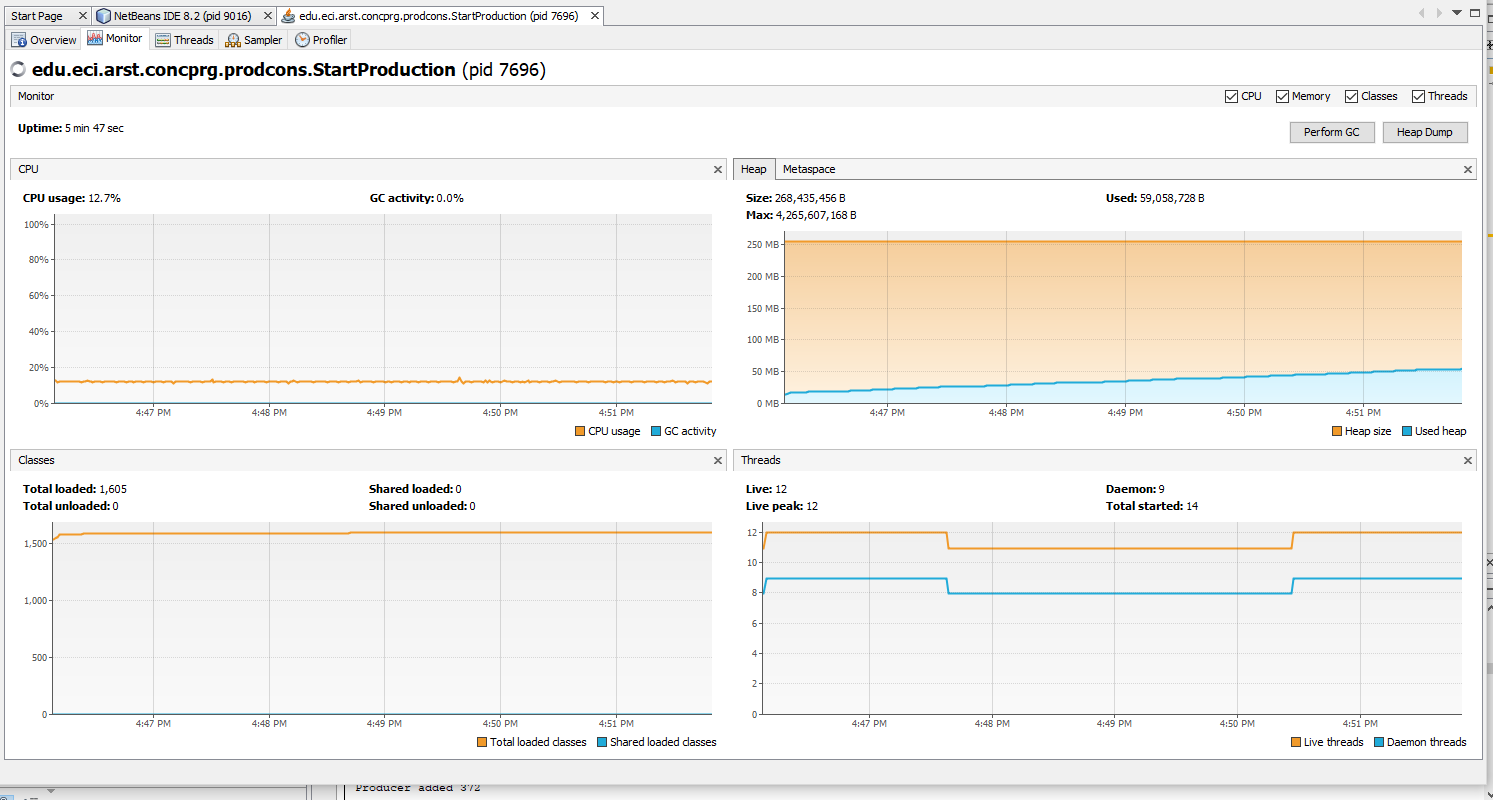 Start Page NetBeans IDE 8.2 (pid 9016) edu.eci.arst.concprg.prodcons.StartProduction (pid 7696)
Overview Monitor Threads Sampler Profiler
edu.eci.arst.concprg.prodcons.StartProduction (pid 7696)
Monitor CPU Memory Classes Threads
Uptime: 5 min 47 sec
Perform GC Heap Dump
CPU
CPU usage: 12.7% GC activity: 0.0%
100%
80%
60%
40%
20%
0%
4:47 PM 4:48 PM 4:49 PM 4:50 PM 4:51 PM
CPU usage GC activity
Heap Metaspace
Size: 268,435,456 B Used: 59,058,728 B
Max: 4,265,607,168 B
250 MB
200 MB
150 MB
100 MB
50 MB
0 MB
4:47 PM 4:48 PM 4:49 PM 4:50 PM 4:51 PM
Heap size Used heap
Classes
Total loaded: 1,605 Shared loaded: 0
Total unloaded: 0 Shared unloaded: 0
1,500
1,000
500
0
4:47 PM 4:48 PM 4:49 PM 4:50 PM 4:51 PM
Total loaded classes Shared loaded classes
Threads
Live: 12 Daemon: 9
Live peak: 12 Total started: 14
12
10
8
6
4
2
0
4:47 PM 4:48 PM 4:49 PM 4:50 PM 4:51 PM
Live threads Daemon threads
Producer added 372